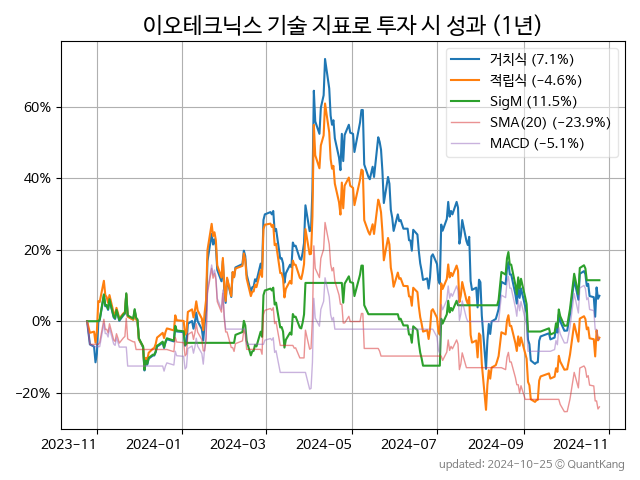 이오테크닉스 기술 지표로 투자 시 성과 (1년)
거치식 (7.1%)
적립식 (−4.6%)
SigM (11.5%)
SMA(20) (−23.9%)
MACD (−5.1%)
60%
40%
20%
0%
−20%
2023−11 2024−01 2024−03 2024−05 2024−07 2024−09 2024−11
updated: 2024-10-25 © QuantKang